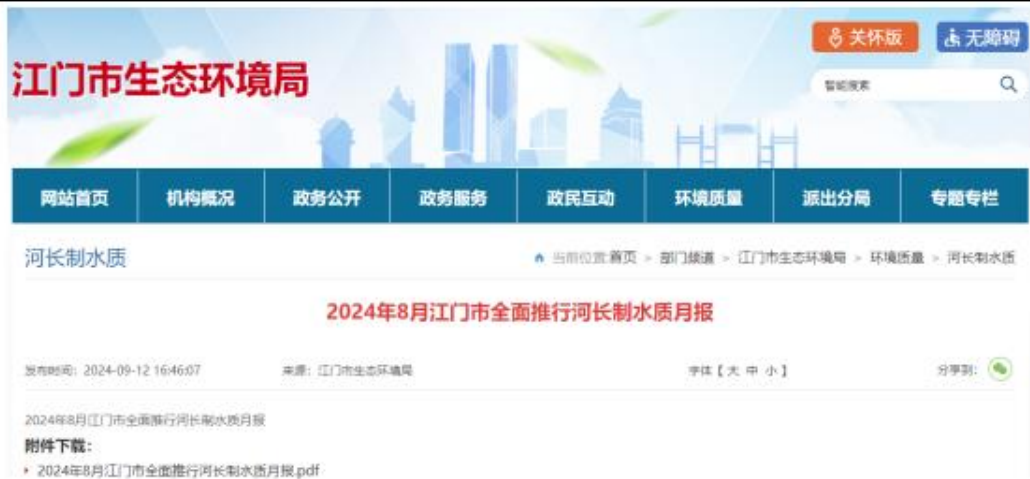 关怀版 无障碍
江门市生态环境局
智能搜索
网站首页 机构概况 政务公开 政务服务 政民互动 环境质量 派出分局 专题专栏
河长制水质 当前位置:首页 > 部门频道 > 江门市生态环境局 > 环境质量 > 河长制水质
2024年8月江门市全面推行河长制水质月报
发布时间：2024-09-12 16:46:07 来源：江门市生态环境局 字体【大 中 小】 分享到：
2024年8月江门市全面推行河长制水质月报
附件下载：
2024年8月江门市全面推行河长制水质月报.pdf